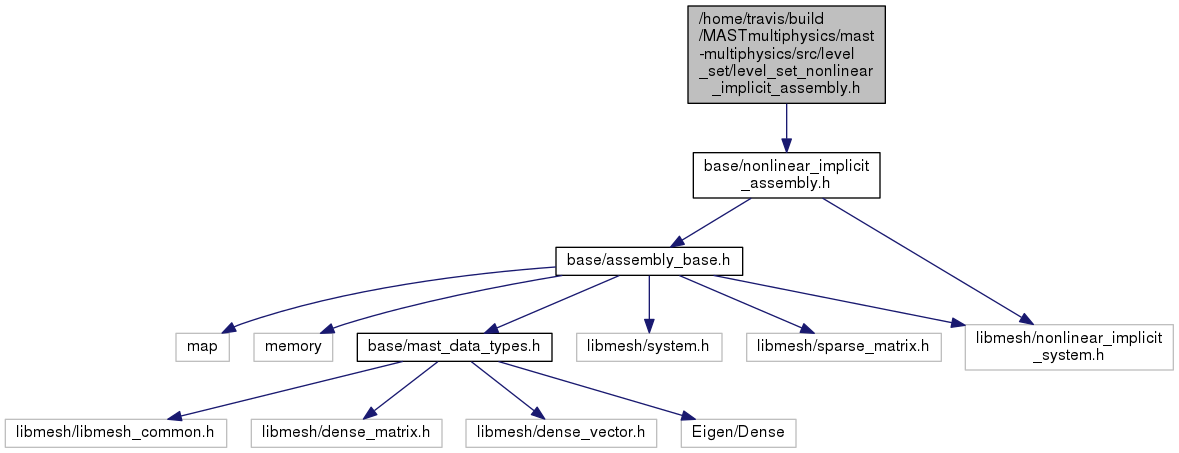 /home/travis/build
/MASTmultiphysics/mast
-multiphysics/src/level
_set/level_set_nonlinear
_implicit_assembly.h
base/nonlinear_implicit
_assembly.h
base/assembly_base.h
map
memory
base/mast_data_types.h
libmesh/system.h
libmesh/sparse_matrix.h
libmesh/nonlinear_implicit
_system.h
libmesh/libmesh_common.h
libmesh/dense_matrix.h
libmesh/dense_vector.h
Eigen/Dense